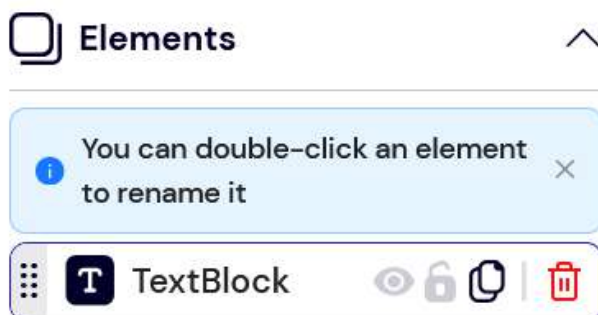 Elements
You can double-click an element
to rename it
T TextBlock